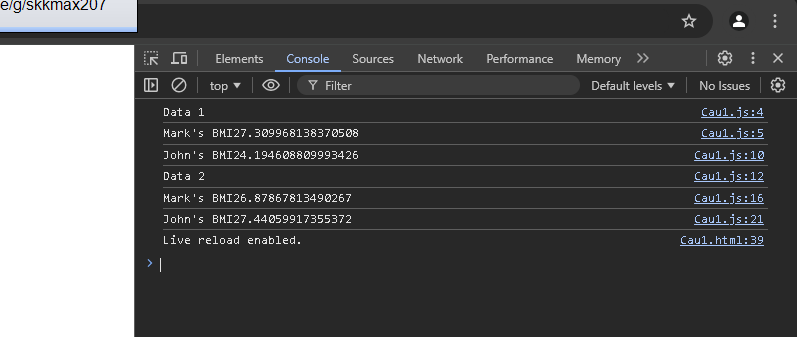 e/g/skkmax207
Elements Console Sources Network Performance Memory
top Filter Default levels No Issues
Data 1 Cau1.js:4
Mark's BMI27.309968138370508 Cau1.js:5
John's BMI24.194608809993426 Cau1.js:10
Data 2 Cau1.js:12
Mark's BMI26.87867813490267 Cau1.js:16
John's BMI27.44059917355372 Cau1.js:21
Live reload enabled. Cau1.html:39